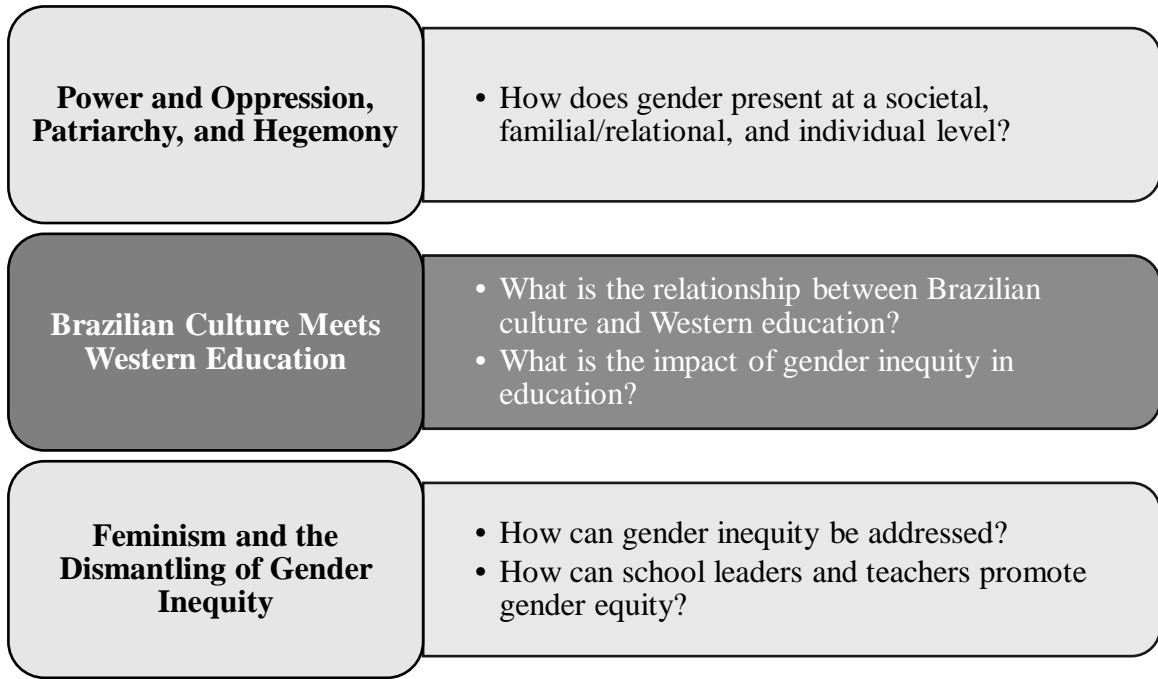 Power and Oppression,
Patriarchy, and Hegemony
• How does gender present at a societal,
familial/relational, and individual level?
Brazilian Culture Meets
Western Education
• What is the relationship between Brazilian
culture and Western education?
• What is the impact of gender inequity in
education?
Feminism and the
Dismantling of Gender
Inequity
• How can gender inequity be addressed?
• How can school leaders and teachers promote
gender equity?